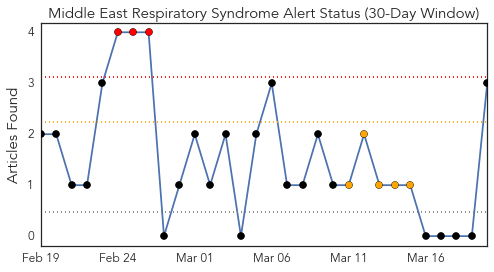 Middle East Respiratory Syndrome Alert Status (30-Day Window)
Articles Found
4
3
2
1
0
Feb 19 Feb 24 Mar 01 Mar 06 Mar 11 Mar 16